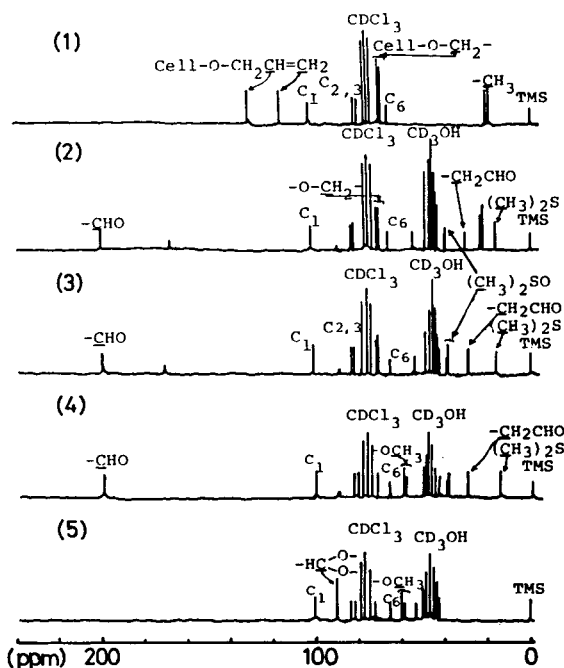 (1)
CDCl3
Cell-O-CH2-
Cell-O-CH2CH=CH2
C1
C2,3
C6
-CH3
TMS
(2)
CDCl3
CD3OH
-O-CH2-
-CH2CHO
(CH3)2S
TMS
-CHO
C1
C6
(CH3)2SO
(3)
CDCl3
CD3OH
-CH2CHO
(CH3)2S
TMS
-CHO
C1
C2,3
C6
(4)
CDCl3
CD3OH
-CH2CHO
(CH3)2S
TMS
-CHO
C1
-OCH3
C6
(5)
CDCl3
CD3OH
-HC
O-
O-
-OCH3
C1
C6
TMS
(ppm) 200 100 0